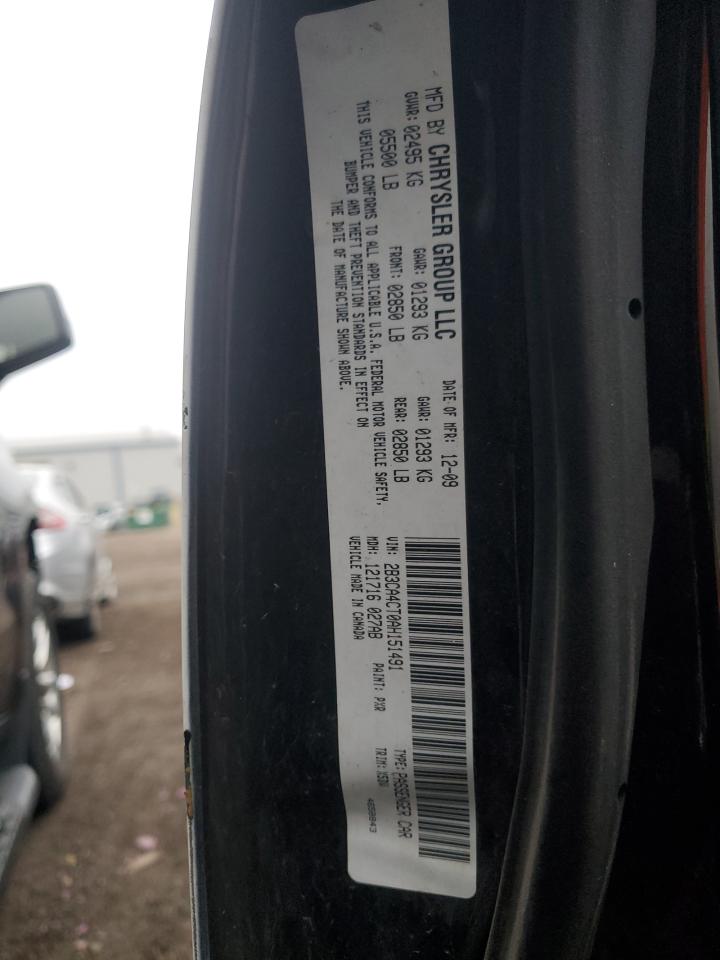 MFD BY CHRYSLER GROUP LLC DATE OF MFR: 12-09
GVWR: 02495 KG GAWR: 01293 KG GAWR: 01293 KG
05500 LB FRONT: 02850 LB REAR: 02850 LB
THIS VEHICLE CONFORMS TO ALL APPLICABLE U.S.A. FEDERAL MOTOR VEHICLE SAFETY,
BUMPER AND THEFT PREVENTION STANDARDS IN EFFECT ON
THE DATE OF MANUFACTURE SHOWN ABOVE.
VIN: 2B3CA4CT0AH151491 TYPE: PASSENGER CAR
MDH: 121716 027AB PAINT: PXR TRIM:
VEHICLE MADE IN CANADA 4658043